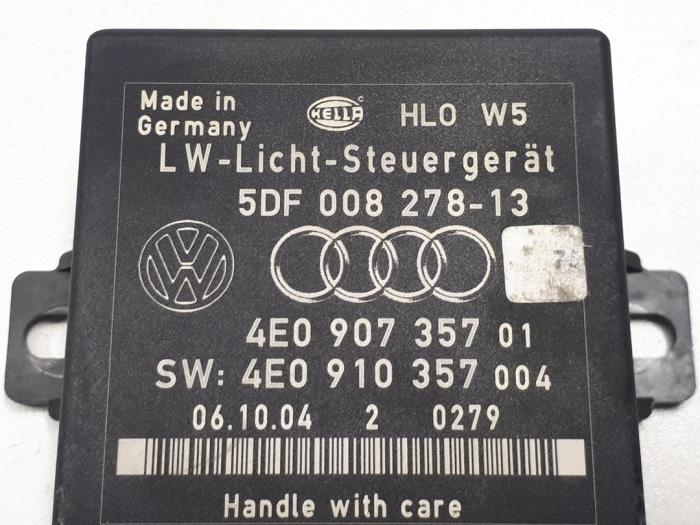 Made in
Germany
HELLA
HLO W5
LW-Licht-Steuergerät
5DF 008 278-13
VW
4E0 907 357 01
SW: 4E0 910 357 004
06.10.04 2 0279
Handle with care